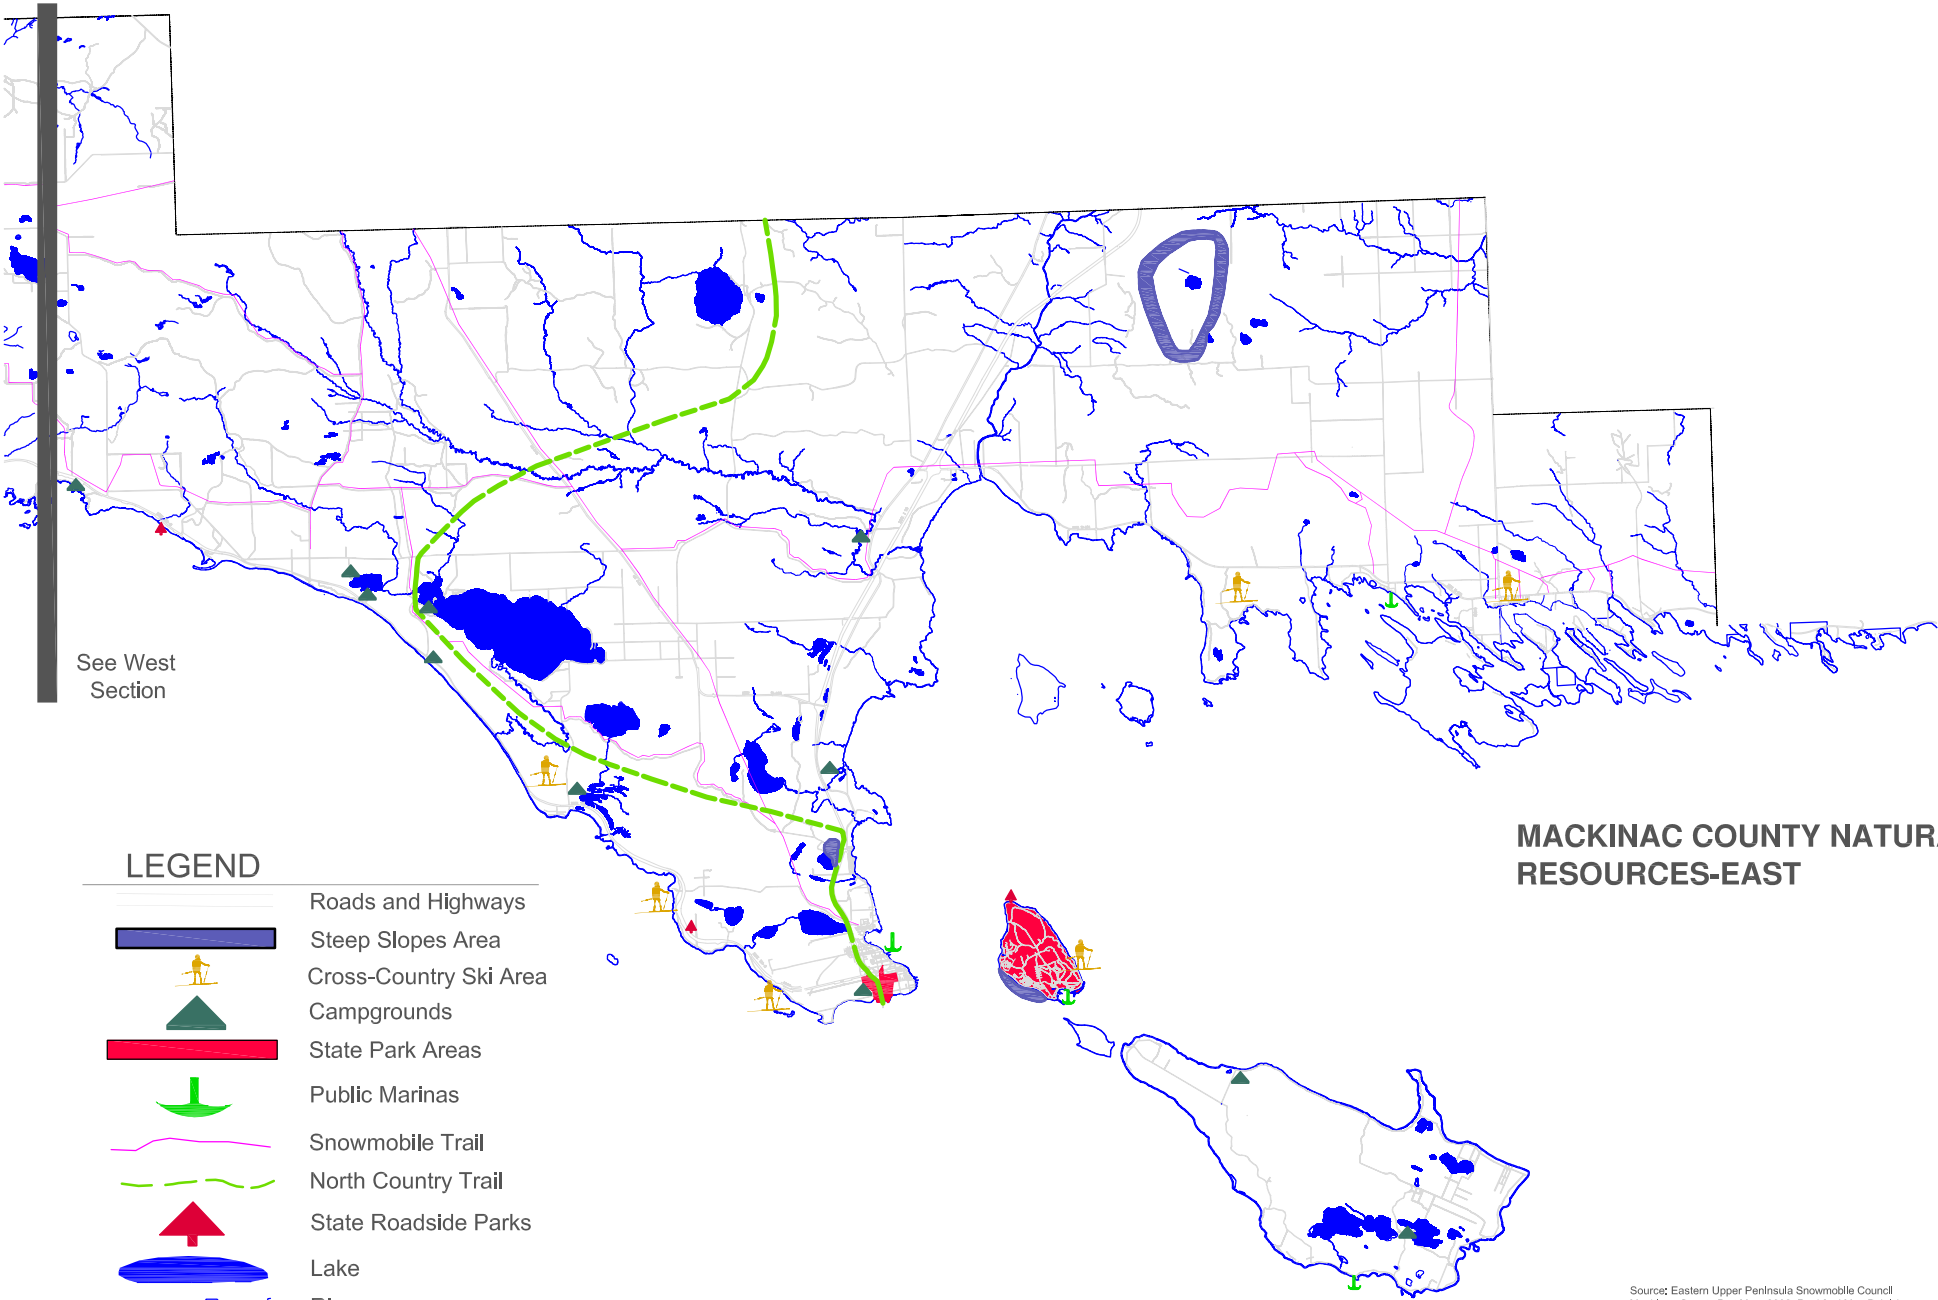 See West
Section
MACKINAC COUNTY NATUR
RESOURCES-EAST
LEGEND
Roads and Highways
Steep Slopes Area
Cross-Country Ski Area
Campgrounds
State Park Areas
Public Marinas
Snowmobile Trail
North Country Trail
State Roadside Parks
Lake
Source: Eastern Upper Peninsula Snowmobile Council